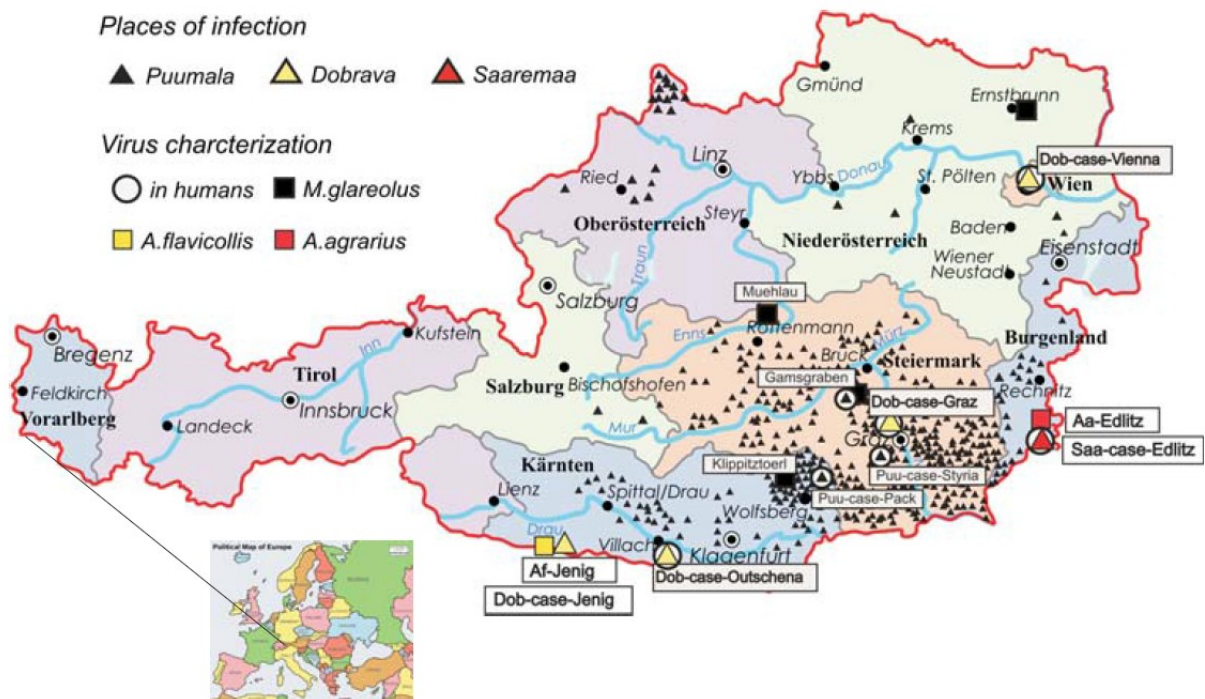 Places of infection
Puumala
Dobrava
Saaremaa
Virus charcterization
in humans
M.glareolus
A.flavicollis
A.agrarius
Gmünd
Ernstbrunn
Krems
Linz
Dob-case-Vienna
Ried
Ybbs
Donau
St. Pölten
Wien
Oberösterreich
Steyr
Niederösterreich
Baden
Eisenstadt
Traun
Wiener
Neustadt
Salzburg
Muehlau
Enns
Rottenmann
Mürz
Burgenland
Kufstein
Bregenz
Inn
Bruck
Steiermark
Tirol
Salzburg
Bischofshofen
Gamsgraben
Rechnitz
Feldkirch
Vorarlberg
Innsbruck
Dob-case-Graz
Landeck
Mur
Aa-Edlitz
Saa-case-Edlitz
Kärnten
Klippitztoerl
Puu-case-Styria
Lienz
Spittal/Drau
Puu-case-Pack
Wolfsberg
Drau
Villach
Klagenfurt
Af-Jenig
Dob-case-Outschena
Dob-case-Jenig
Political Map of Europe